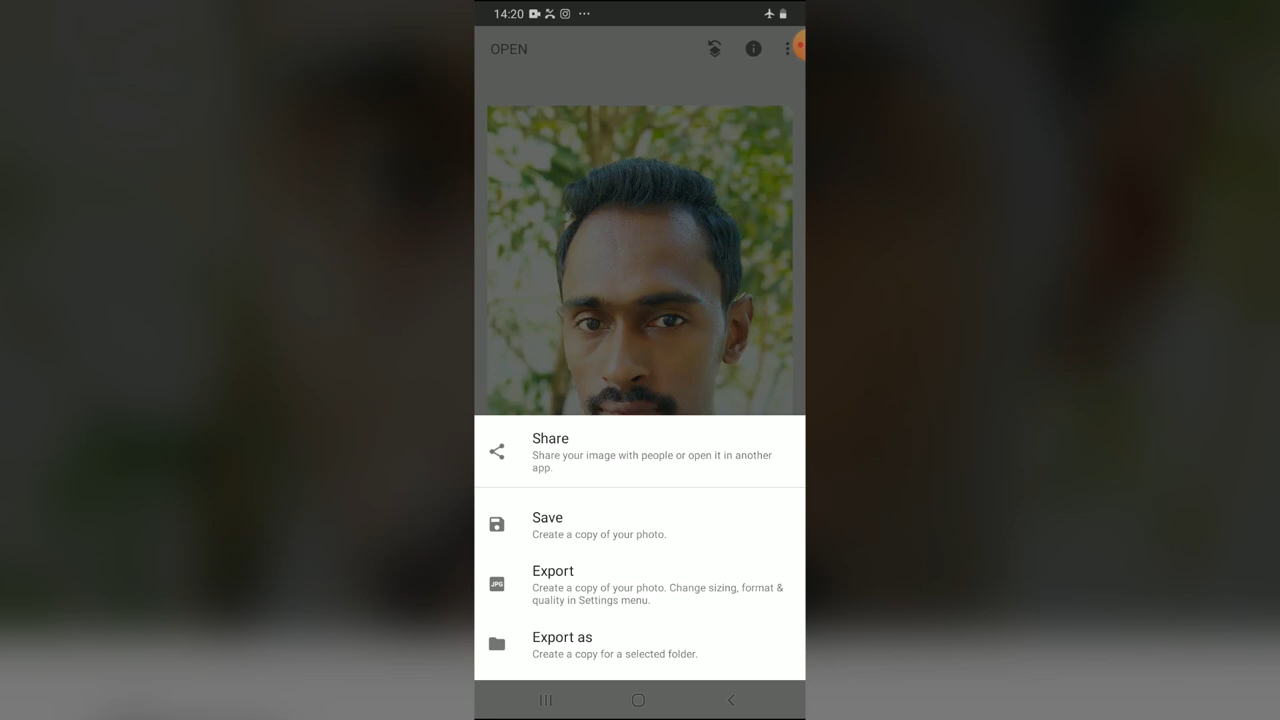 14:20
OPEN
Share
Share your image with people or open it in another
app.
Save
Create a copy of your photo.
JPG
Export
Create a copy of your photo. Change sizing, format &
quality in Settings menu.
Export as
Create a copy for a selected folder.